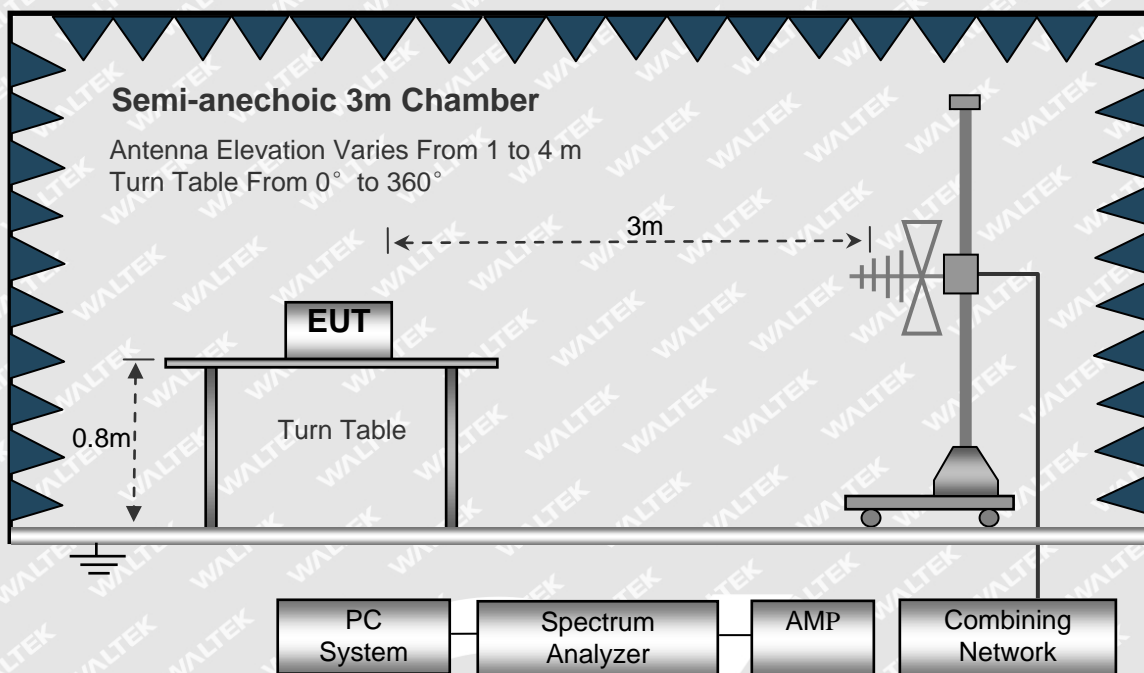 Semi-anechoic 3m Chamber
Antenna Elevation Varies From 1 to 4 m
Turn Table From 0° to 360°
3m
EUT
0.8m
Turn Table
PC
System
Spectrum
Analyzer
AMP
Combining
Network
WALTEK